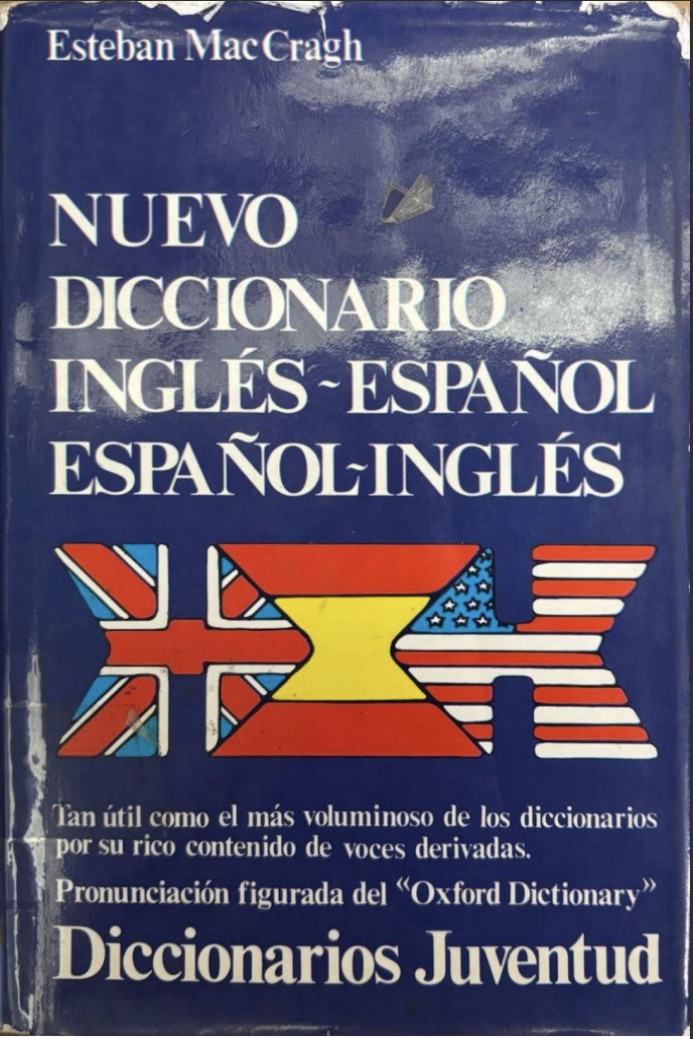 Esteban MacCragh
NUEVO
DICCIONARIO
INGLÉS-ESPAÑOL
ESPAÑOL-INGLÉS
Tan útil como el más voluminoso de los diccionarios
por su rico contenido de voces derivadas.
Pronunciación figurada del “Oxford Dictionary”
Diccionarios Juventud